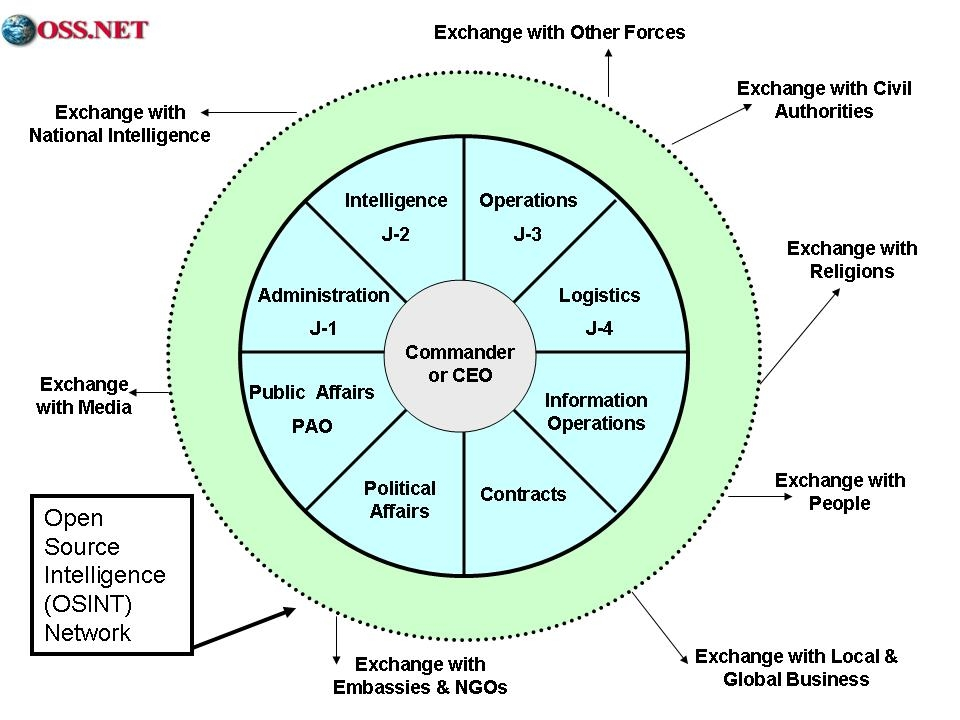 OSS.NET
Exchange with Other Forces
Exchange with Civil
Authorities
Exchange with
National Intelligence
Intelligence
J-2
Operations
J-3
Exchange with
Religions
Administration
J-1
Logistics
J-4
Commander
or CEO
Exchange
with Media
Public Affairs
PAO
Information
Operations
Political
Affairs
Contracts
Exchange with
People
Open
Source
Intelligence
(OSINT)
Network
Exchange with
Embassies & NGOs
Exchange with Local &
Global Business